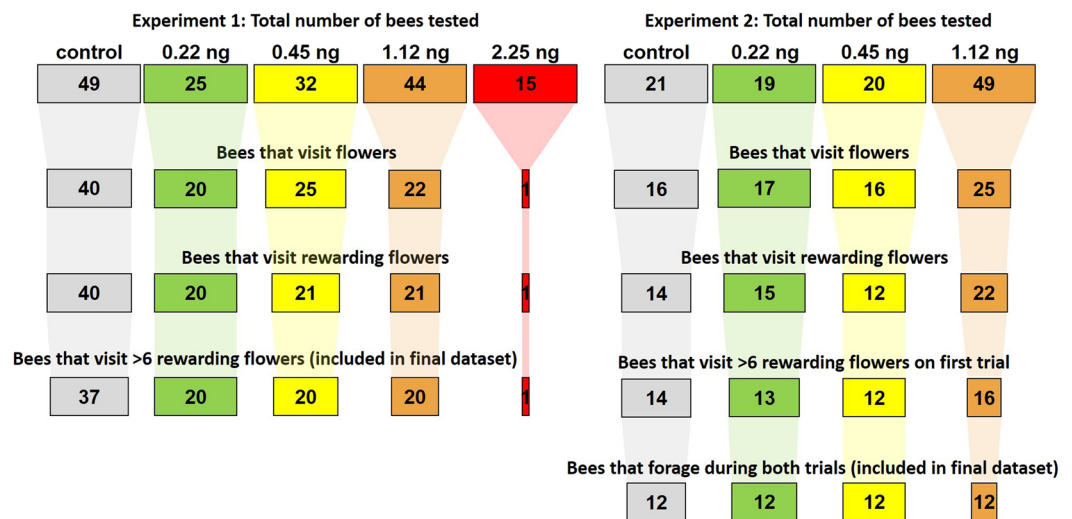 Experiment 1: Total number of bees tested
control 0.22 ng 0.45 ng 1.12 ng 2.25 ng
49 25 32 44 15
Bees that visit flowers
40 20 25 22 1
Bees that visit rewarding flowers
40 20 21 21 1
Bees that visit >6 rewarding flowers (included in final dataset)
37 20 20 20 1
Experiment 2: Total number of bees tested
control 0.22 ng 0.45 ng 1.12 ng
21 19 20 49
Bees that visit flowers
16 17 16 25
Bees that visit rewarding flowers
14 15 12 22
Bees that visit >6 rewarding flowers on first trial
14 13 12 16
Bees that forage during both trials (included in final dataset)
12 12 12 12